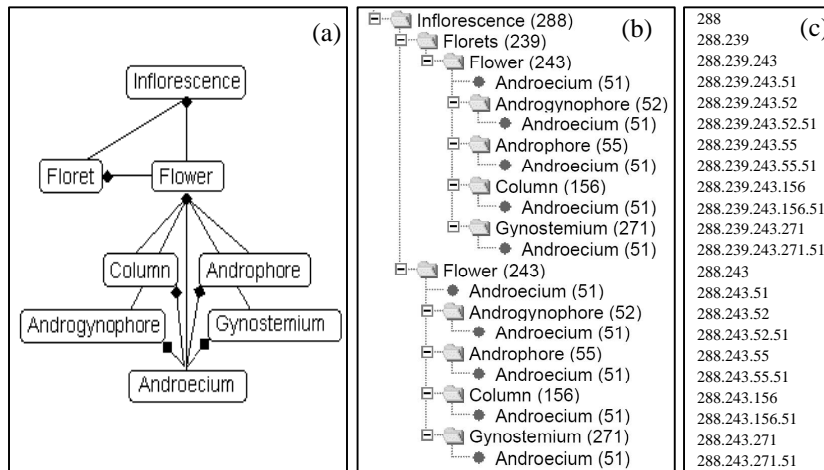 (a)
Inflorescence
Floret
Flower
Column
Androphore
Androgynophore
Gynostemium
Androecium
(b)
Inflorescence (288)
Florets (239)
Flower (243)
Androecium (51)
Androgynophore (52)
Androecium (51)
Androphore (55)
Androecium (51)
Column (156)
Androecium (51)
Gynostemium (271)
Androecium (51)
Flower (243)
Androecium (51)
Androgynophore (52)
Androecium (51)
Androphore (55)
Androecium (51)
Column (156)
Androecium (51)
Gynostemium (271)
Androecium (51)
(c)
288
288.239
288.239.243
288.239.243.51
288.239.243.52
288.239.243.52.51
288.239.243.55
288.239.243.55.51
288.239.243.156
288.239.243.156.51
288.239.243.271
288.239.243.271.51
288.243
288.243.51
288.243.52
288.243.52.51
288.243.55
288.243.55.51
288.243.156
288.243.156.51
288.243.271
288.243.271.51